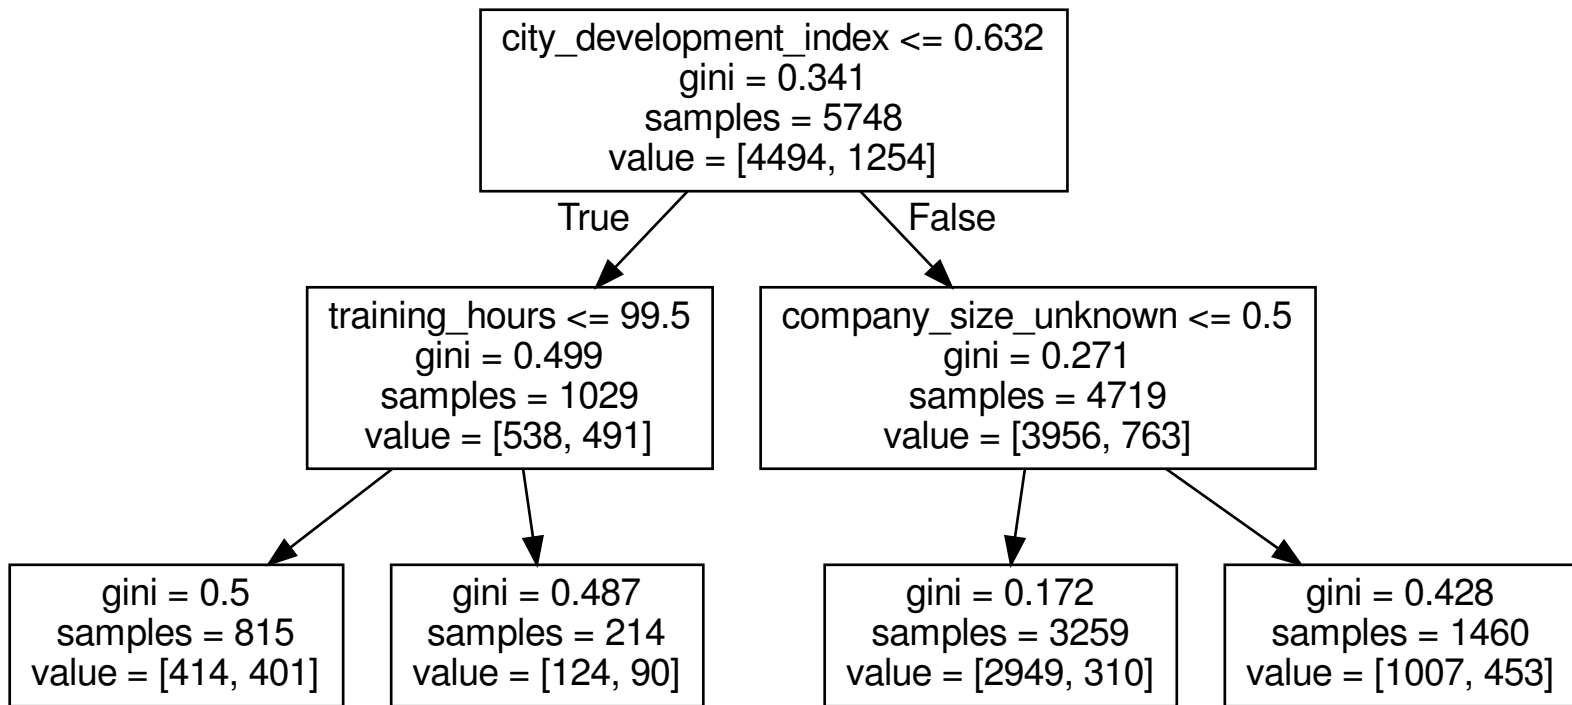 city_development_index <= 0.632
gini = 0.341
samples = 5748
value = [4494, 1254]
True
False
training_hours <= 99.5
gini = 0.499
samples = 1029
value = [538, 491]
company_size_unknown <= 0.5
gini = 0.271
samples = 4719
value = [3956, 763]
gini = 0.5
samples = 815
value = [414, 401]
gini = 0.487
samples = 214
value = [124, 90]
gini = 0.172
samples = 3259
value = [2949, 310]
gini = 0.428
samples = 1460
value = [1007, 453]